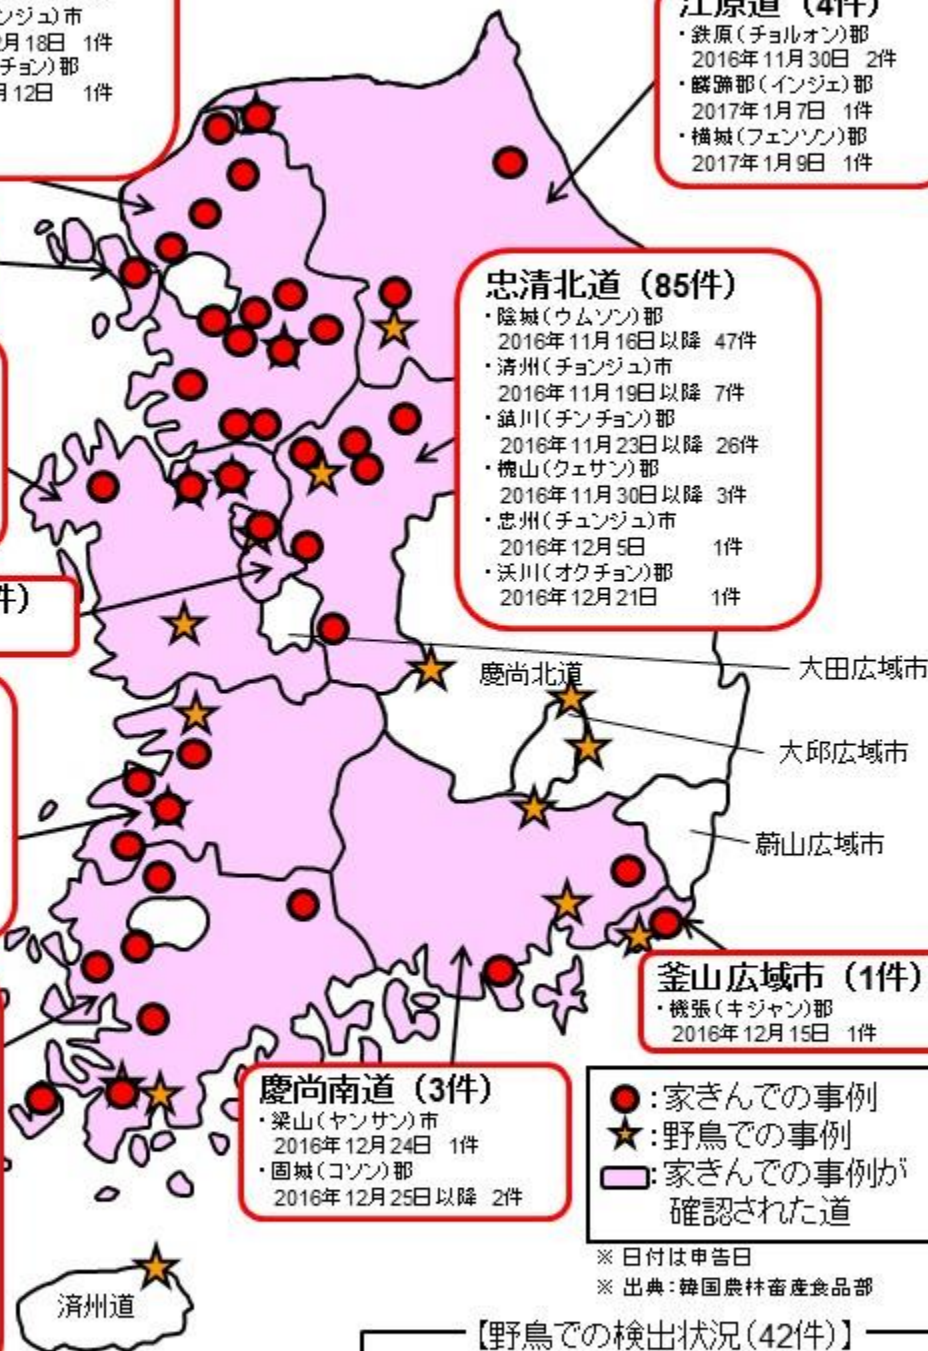 ンジュ)市
月18日 1件
チョン)郡
月12日 1件
江原道（4件）
・鉄原(チョルオン)郡
2016年11月30日 2件
・麟蹄郡(インジェ)郡
2017年1月7日 1件
・横城(フェンソン)郡
2017年1月9日 1件
忠清北道（85件）
・陰城(ウムソン)郡
2016年11月16日以降 47件
・済州(チョンジュ)市
2016年11月19日以降 7件
・鎮川(チンチョン)郡
2016年11月23日以降 26件
・槐山(クェサン)郡
2016年11月30日以降 3件
・忠州(チュンジュ)市
2016年12月5日 1件
・沃川(オクチョン)郡
2016年12月21日 1件
件）
慶尚北道
大田広域市
大邱広域市
蔚山広域市
釜山広域市（1件）
・機張(キジャン)郡
2016年12月15日 1件
慶尚南道（3件）
・梁山(ヤンサン)市
2016年12月24日 1件
・固城(コソン)郡
2016年12月25日以降 2件
：家きんでの事例
：野鳥での事例
：家きんでの事例が
確認された道
※ 日付は申告日
※ 出典：韓国農林畜産食品部
済州道
【野鳥での検出状況(42件)】